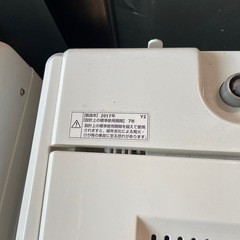 【製造年】2017年 Y2
【設計上の標準使用期間】 7年
設計上の標準使用期間を超えて使用
されますと、経年劣化による発火・
けが等の事故に至る恐れがあります。